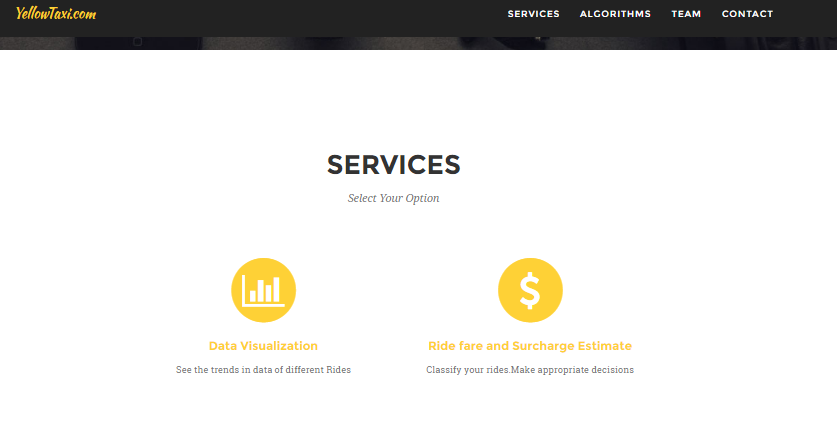 YellowTaxi.com
SERVICES ALGORITHMS TEAM CONTACT
SERVICES
Select Your Option
$
Data Visualization
Ride fare and Surcharge Estimate
See the trends in data of different Rides
Classify your rides.Make appropriate decisions